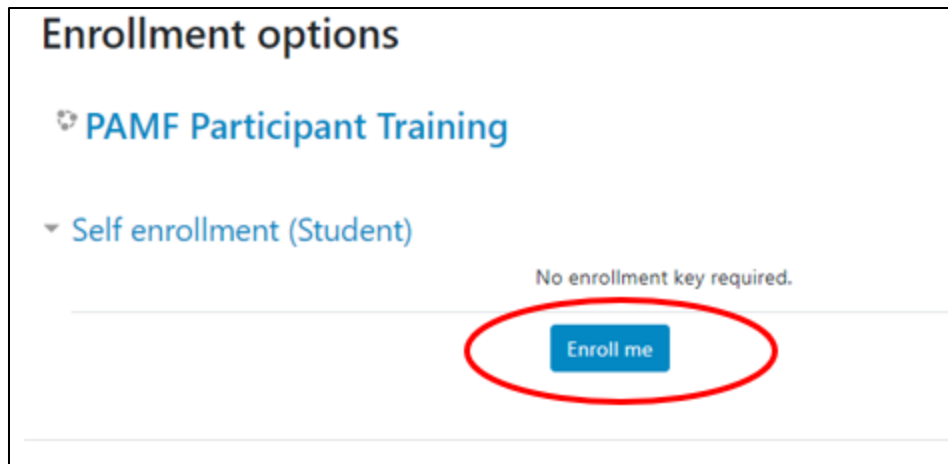 Enrollment options
PAMF Participant Training
Self enrollment (Student)
No enrollment key required.
Enroll me